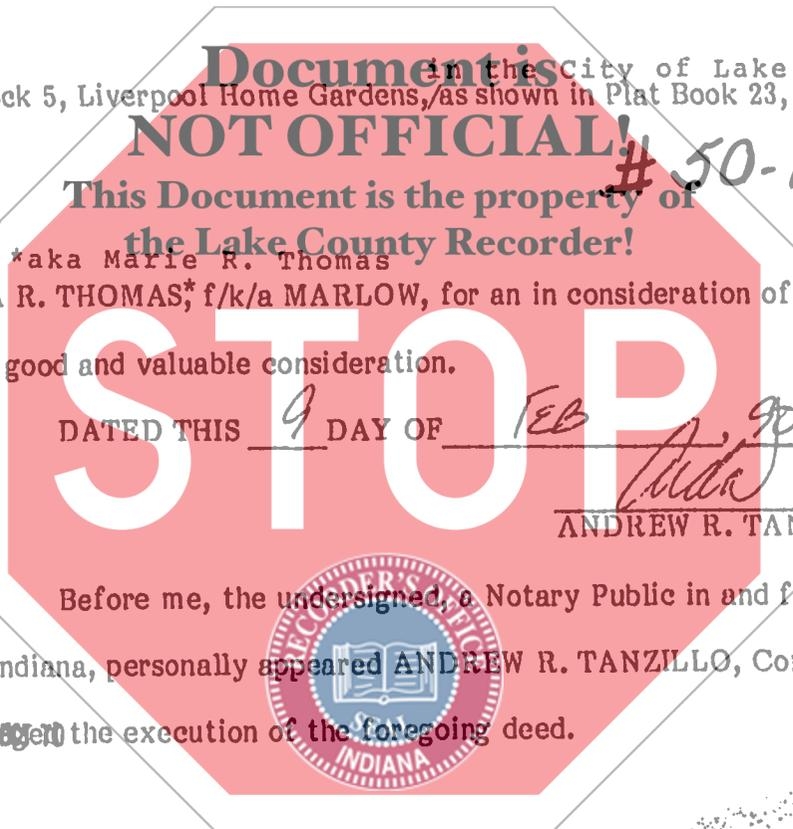 Document is
in the City of Lake
ck 5, Liverpool Home Gardens,/as shown in Plat Book 23,
NOT OFFICIAL!
# 50-
This Document is the property of
the Lake County Recorder!
*aka Marie R. Thomas
R. THOMAS,* f/k/a MARLOW, for an in consideration of
good and valuable consideration.
STOP
DATED THIS 9 DAY OF FEB , 90
ANDREW R. TAN
Before me, the undersigned, a Notary Public in and f
RECORDER'S OFFICE
ndiana, personally appeared ANDREW R. TANZILLO, Co
SEAL
ged the execution of the foregoing deed.
INDIANA